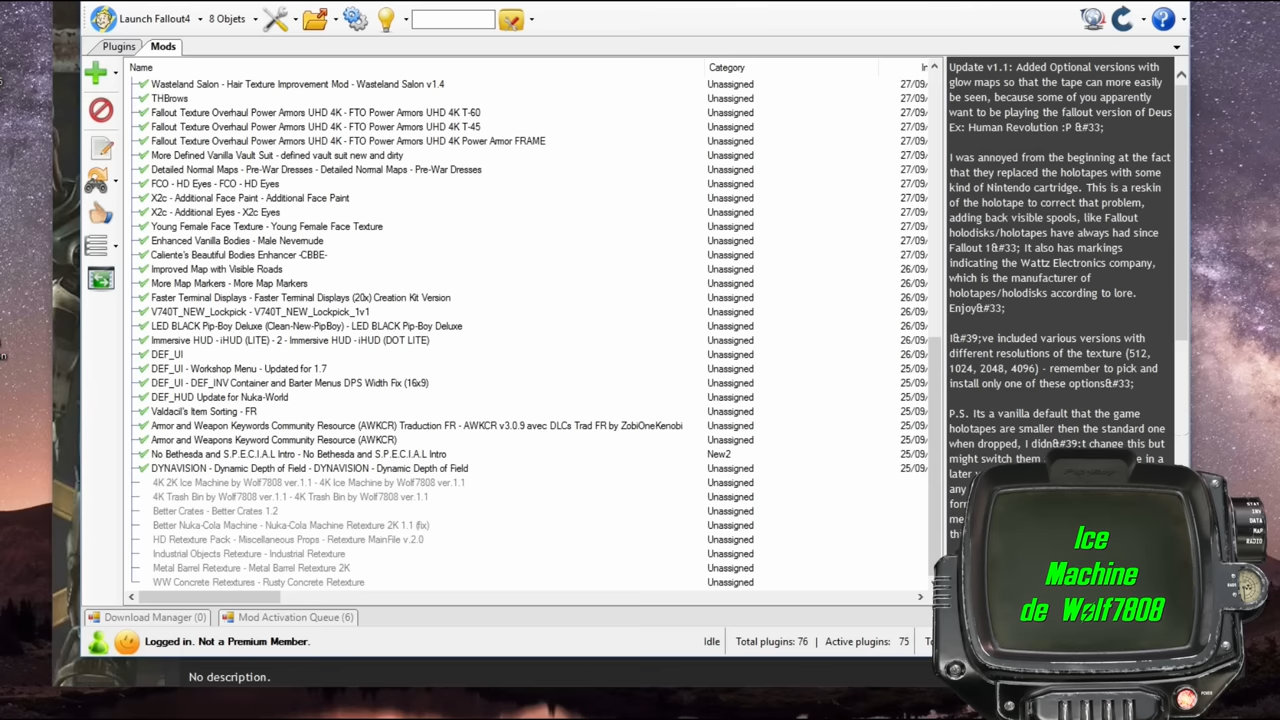 Launch Fallout4
8 Objets
Plugins
Mods
Name
Category
Wasteland Salon - Hair Texture Improvement Mod - Wasteland Salon v1.4
Unassigned
27/09/
THBrows
Unassigned
27/09/
Fallout Texture Overhaul Power Armors UHD 4K - FTO Power Armors UHD 4K T-60
Unassigned
27/09/
Fallout Texture Overhaul Power Armors UHD 4K - FTO Power Armors UHD 4K T-45
Unassigned
27/09/
Fallout Texture Overhaul Power Armors UHD 4K - FTO Power Armors UHD 4K Power Armor FRAME
Unassigned
27/09/
More Defined Vanilla Vault Suit - defined vault suit new and dirty
Unassigned
27/09/
Detailed Normal Maps - Pre-War Dresses - Detailed Normal Maps - Pre-War Dresses
Unassigned
27/09/
FCO - HD Eyes - FCO - HD Eyes
Unassigned
27/09/
X2c - Additional Face Paint - Additional Face Paint
Unassigned
27/09/
X2c - Additional Eyes - X2c Eyes
Unassigned
27/09/
Young Female Face Texture - Young Female Face Texture
Unassigned
27/09/
Enhanced Vanilla Bodies - Male Nevernude
Unassigned
27/09/
Caliente's Beautiful Bodies Enhancer -CBBE-
Unassigned
27/09/
Improved Map with Visible Roads
Unassigned
26/09/
More Map Markers - More Map Markers
Unassigned
26/09/
Faster Terminal Displays - Faster Terminal Displays (20x) Creation Kit Version
Unassigned
26/09/
V740T_NEW_Lockpick - V740T_NEW_Lockpick_1v1
Unassigned
26/09/
LED BLACK Pip-Boy Deluxe (Clean-New-PipBoy) - LED BLACK Pip-Boy Deluxe
Unassigned
26/09/
Immersive HUD - iHUD (LITE) - 2 - Immersive HUD - iHUD (DOT LITE)
Unassigned
26/09/
DEF_UI
Unassigned
26/09/
DEF_UI - Workshop Menu - Updated for 1.7
Unassigned
25/09/
DEF_UI - DEF_INV Container and Barter Menus DPS Width Fix (16x9)
Unassigned
26/09/
DEF_HUD Update for Nuka-World
Unassigned
25/09/
Valdacil's Item Sorting - FR
Unassigned
25/09/
Armor and Weapon Keywords Community Resource (AWKCR) Traduction FR - AWKCR v3.0.9 avec DLCs Trad FR by ZobiOneKenobi
Unassigned
25/09/
Armor and Weapons Keyword Community Resource (AWKCR)
Unassigned
25/09/
No Bethesda and S.P.E.C.I.A.L Intro - No Bethesda and S.P.E.C.I.A.L Intro
New2
25/09/
DYNAVISION - Dynamic Depth of Field - DYNAVISION - Dynamic Depth of Field
Unassigned
25/09/
4K 2K Ice Machine by Wolf7808 ver.1.1 - 4K Ice Machine by Wolf7808 ver.1.1
Unassigned
4K Trash Bin by Wolf7808 ver.1.1 - 4K Trash Bin by Wolf7808 ver.1.1
Unassigned
Better Crates - Better Crates 1.2
Unassigned
Better Nuka-Cola Machine - Nuka-Cola Machine Retexture 2K 1.1 (fix)
Unassigned
HD Retexture Pack - Miscellaneous Props - Retexture MainFile v.2.0
Unassigned
Industrial Objects Retexture - Industrial Retexture
Unassigned
Metal Barrel Retexture - Metal Barrel Retexture 2K
Unassigned
WW Concrete Retextures - Rusty Concrete Retexture
Unassigned
Update v1.1: Added Optional versions with
glow maps so that the tape can more easily
be seen, because some of you apparently
want to be playing the fallout version of Deus
Ex: Human Revolution :P &#33;
I was annoyed from the beginning at the fact
that they replaced the holotapes with some
kind of Nintendo cartridge. This is a reskin
of the holotape to correct that problem,
adding back visible spools, like Fallout
holodisks/holotapes have always had since
Fallout 1&#33; It also has markings
indicating the Wattz Electronics company,
which is the manufacturer of
holotapes/holodisks according to lore.
Enjoy&#33;
I&#39;ve included various versions with
different resolutions of the texture (512,
1024, 2048, 4096) - remember to pick and
install only one of these options&#33;
P.S. Its a vanilla default that the game
holotapes are smaller then the standard one
when dropped, I didn&#39;t change this but
might switch them
e in a
later
any
for
me
th
Ice
Machine
de Wolf7808
STAT
INV
DATA
MAP
RADIO
POWER
Download Manager (0)
Mod Activation Queue (6)
Logged in. Not a Premium Member.
Idle
Total plugins: 76
Active plugins: 75
No description.